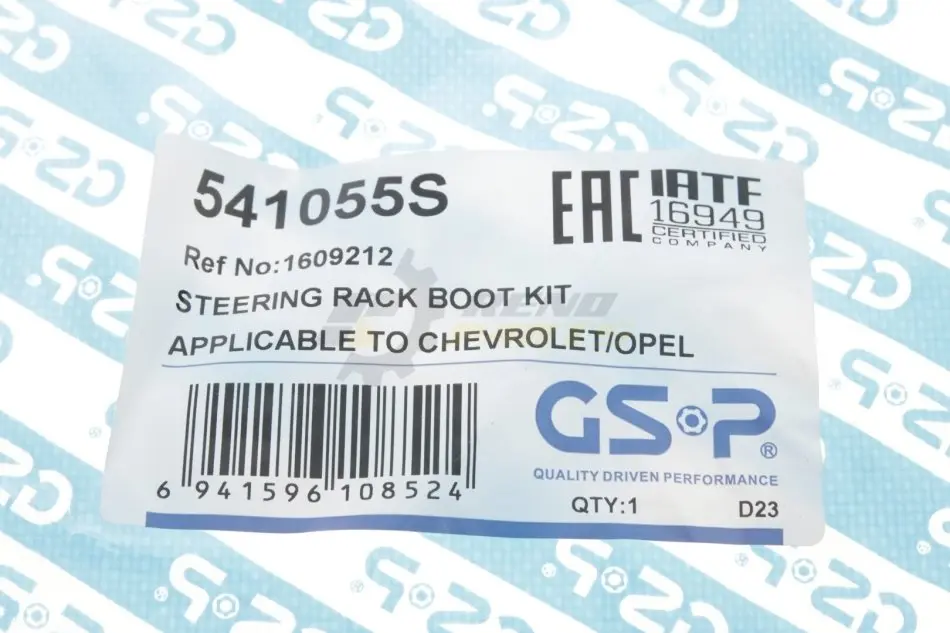 541055S
EAC
IATF
16949
CERTIFIED
COMPANY
Ref No:1609212
STEERING RACK BOOT KIT
APPLICABLE TO CHEVROLET/OPEL
6 941596 108524
GSP®
QUALITY DRIVEN PERFORMANCE
QTY:1
D23